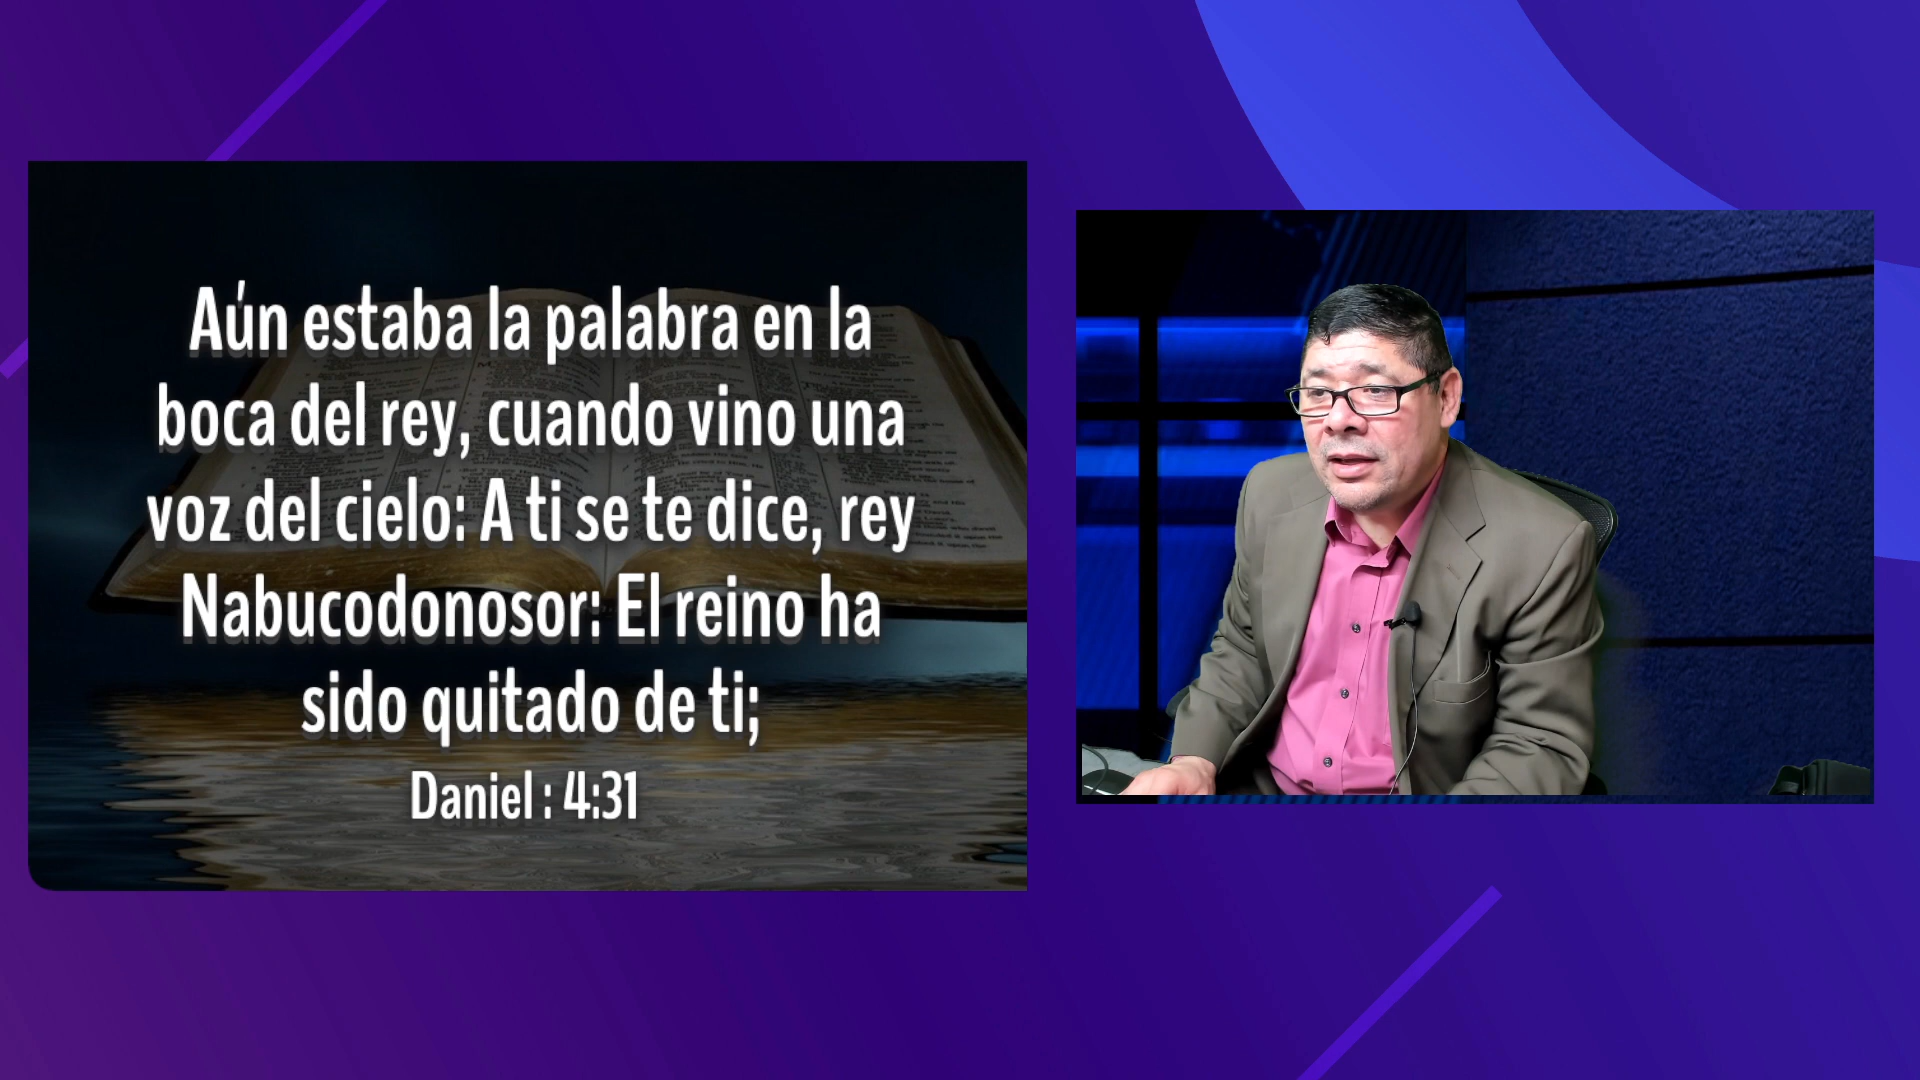 Aún estaba la palabra en la
boca del rey, cuando vino una
voz del cielo: A ti se te dice, rey
Nabucodonosor: El reino ha
sido quitado de ti;
Daniel : 4:31